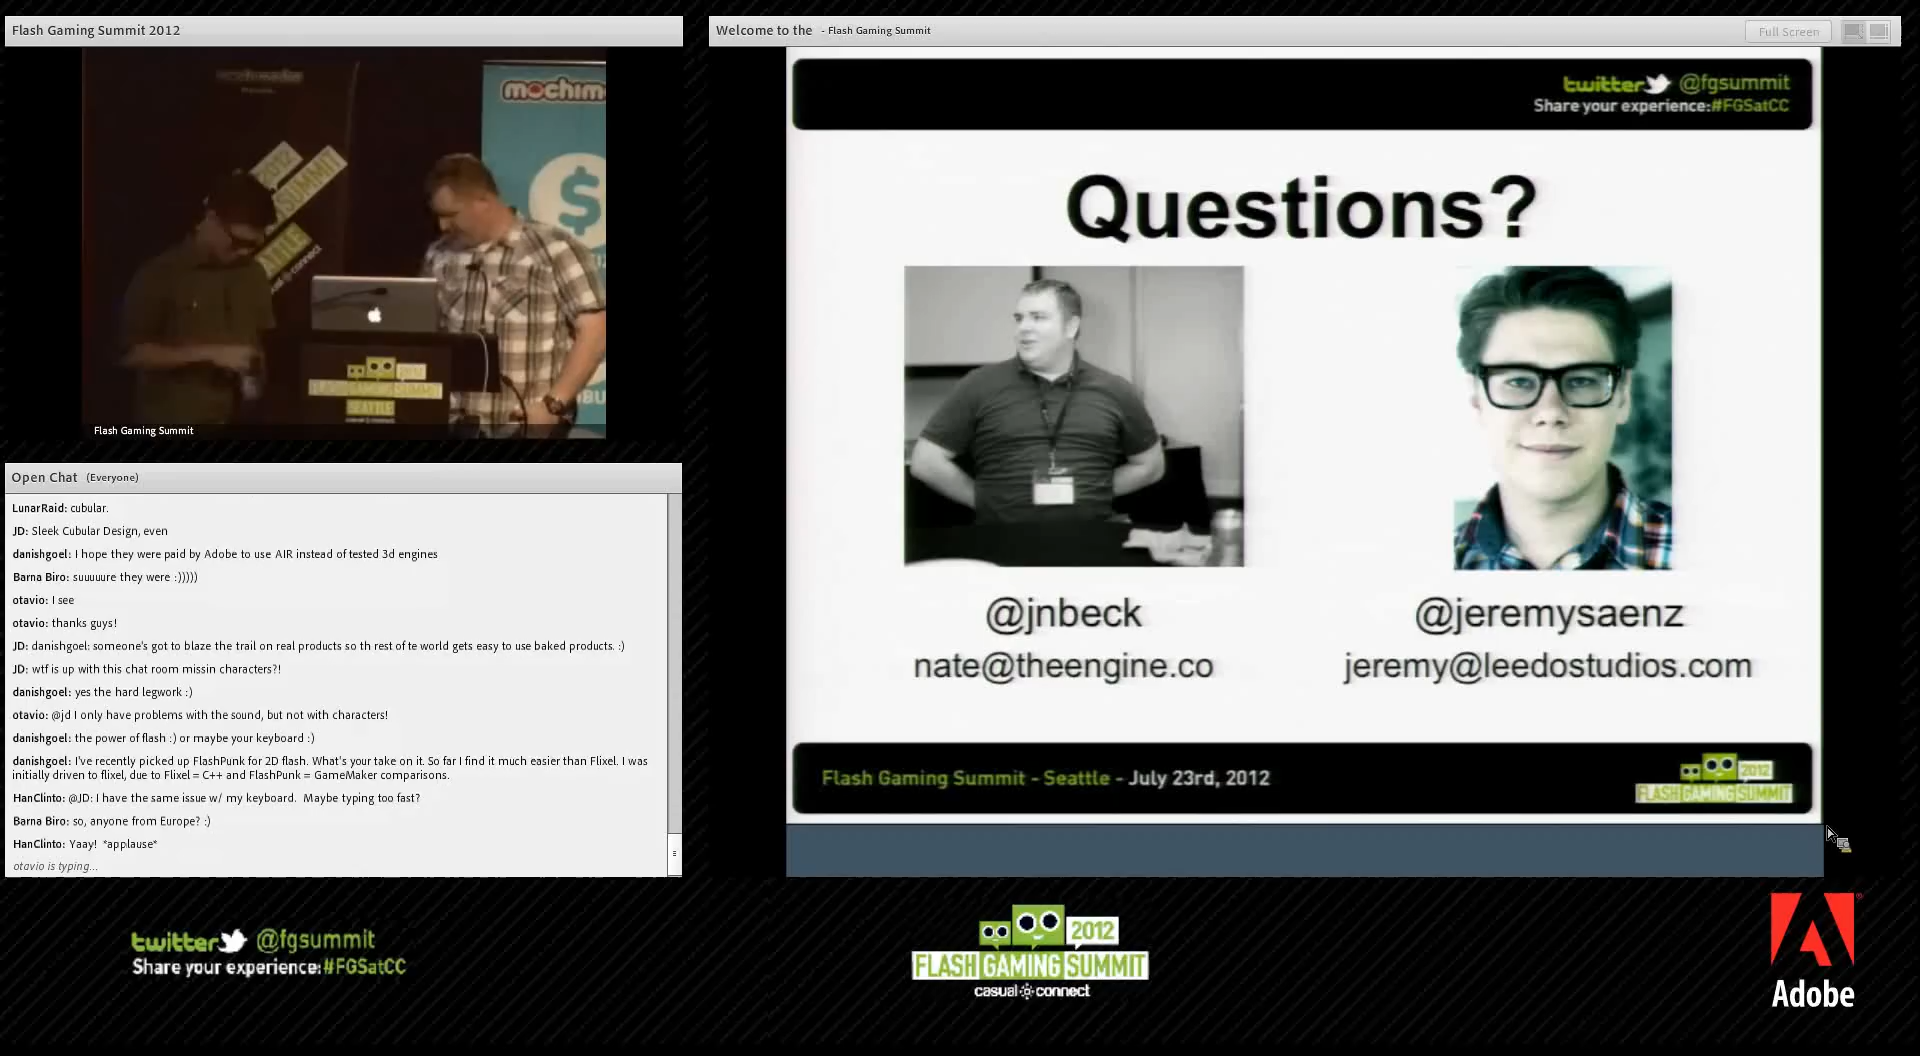 Flash Gaming Summit 2012
mochim
2012
SUMMIT
$
2012
FLASH GAMING SUMMIT
SEATTLE
Flash Gaming Summit
Open Chat (Everyone)
LunarRaid: cubular.
JD: Sleek Cubular Design, even
danishgoel: I hope they were paid by Adobe to use AIR instead of tested 3d engines
Barna Biro: suuuuure they were :)))))
otavio: I see
otavio: thanks guys!
JD: danishgoel: someone's got to blaze the trail on real products so th rest of te world gets easy to use baked products. :)
JD: wtf is up with this chat room missin characters?!
danishgoel: yes the hard legwork :)
otavio: @jd I only have problems with the sound, but not with characters!
danishgoel: the power of flash :) or maybe your keyboard :)
danishgoel: I've recently picked up FlashPunk for 2D flash. What's your take on it. So far I find it much easier than Flixel. I was
initially driven to flixel, due to Flixel = C++ and FlashPunk = GameMaker comparisons.
HanClinto: @JD: I have the same issue w/ my keyboard.  Maybe typing too fast?
Barna Biro: so, anyone from Europe? :)
HanClinto: Yaay!  *applause*
otavio is typing...
Welcome to the - Flash Gaming Summit
Full Screen
twitter @fgsummit
Share your experience:#FGSatCC
Questions?
@jnbeck
nate@theengine.co
@jeremysaenz
jeremy@leedostudios.com
Flash Gaming Summit - Seattle - July 23rd, 2012
2012
FLASH GAMING SUMMIT
twitter @fgsummit
Share your experience:#FGSatCC
2012
FLASH GAMING SUMMIT
casual connect
Adobe